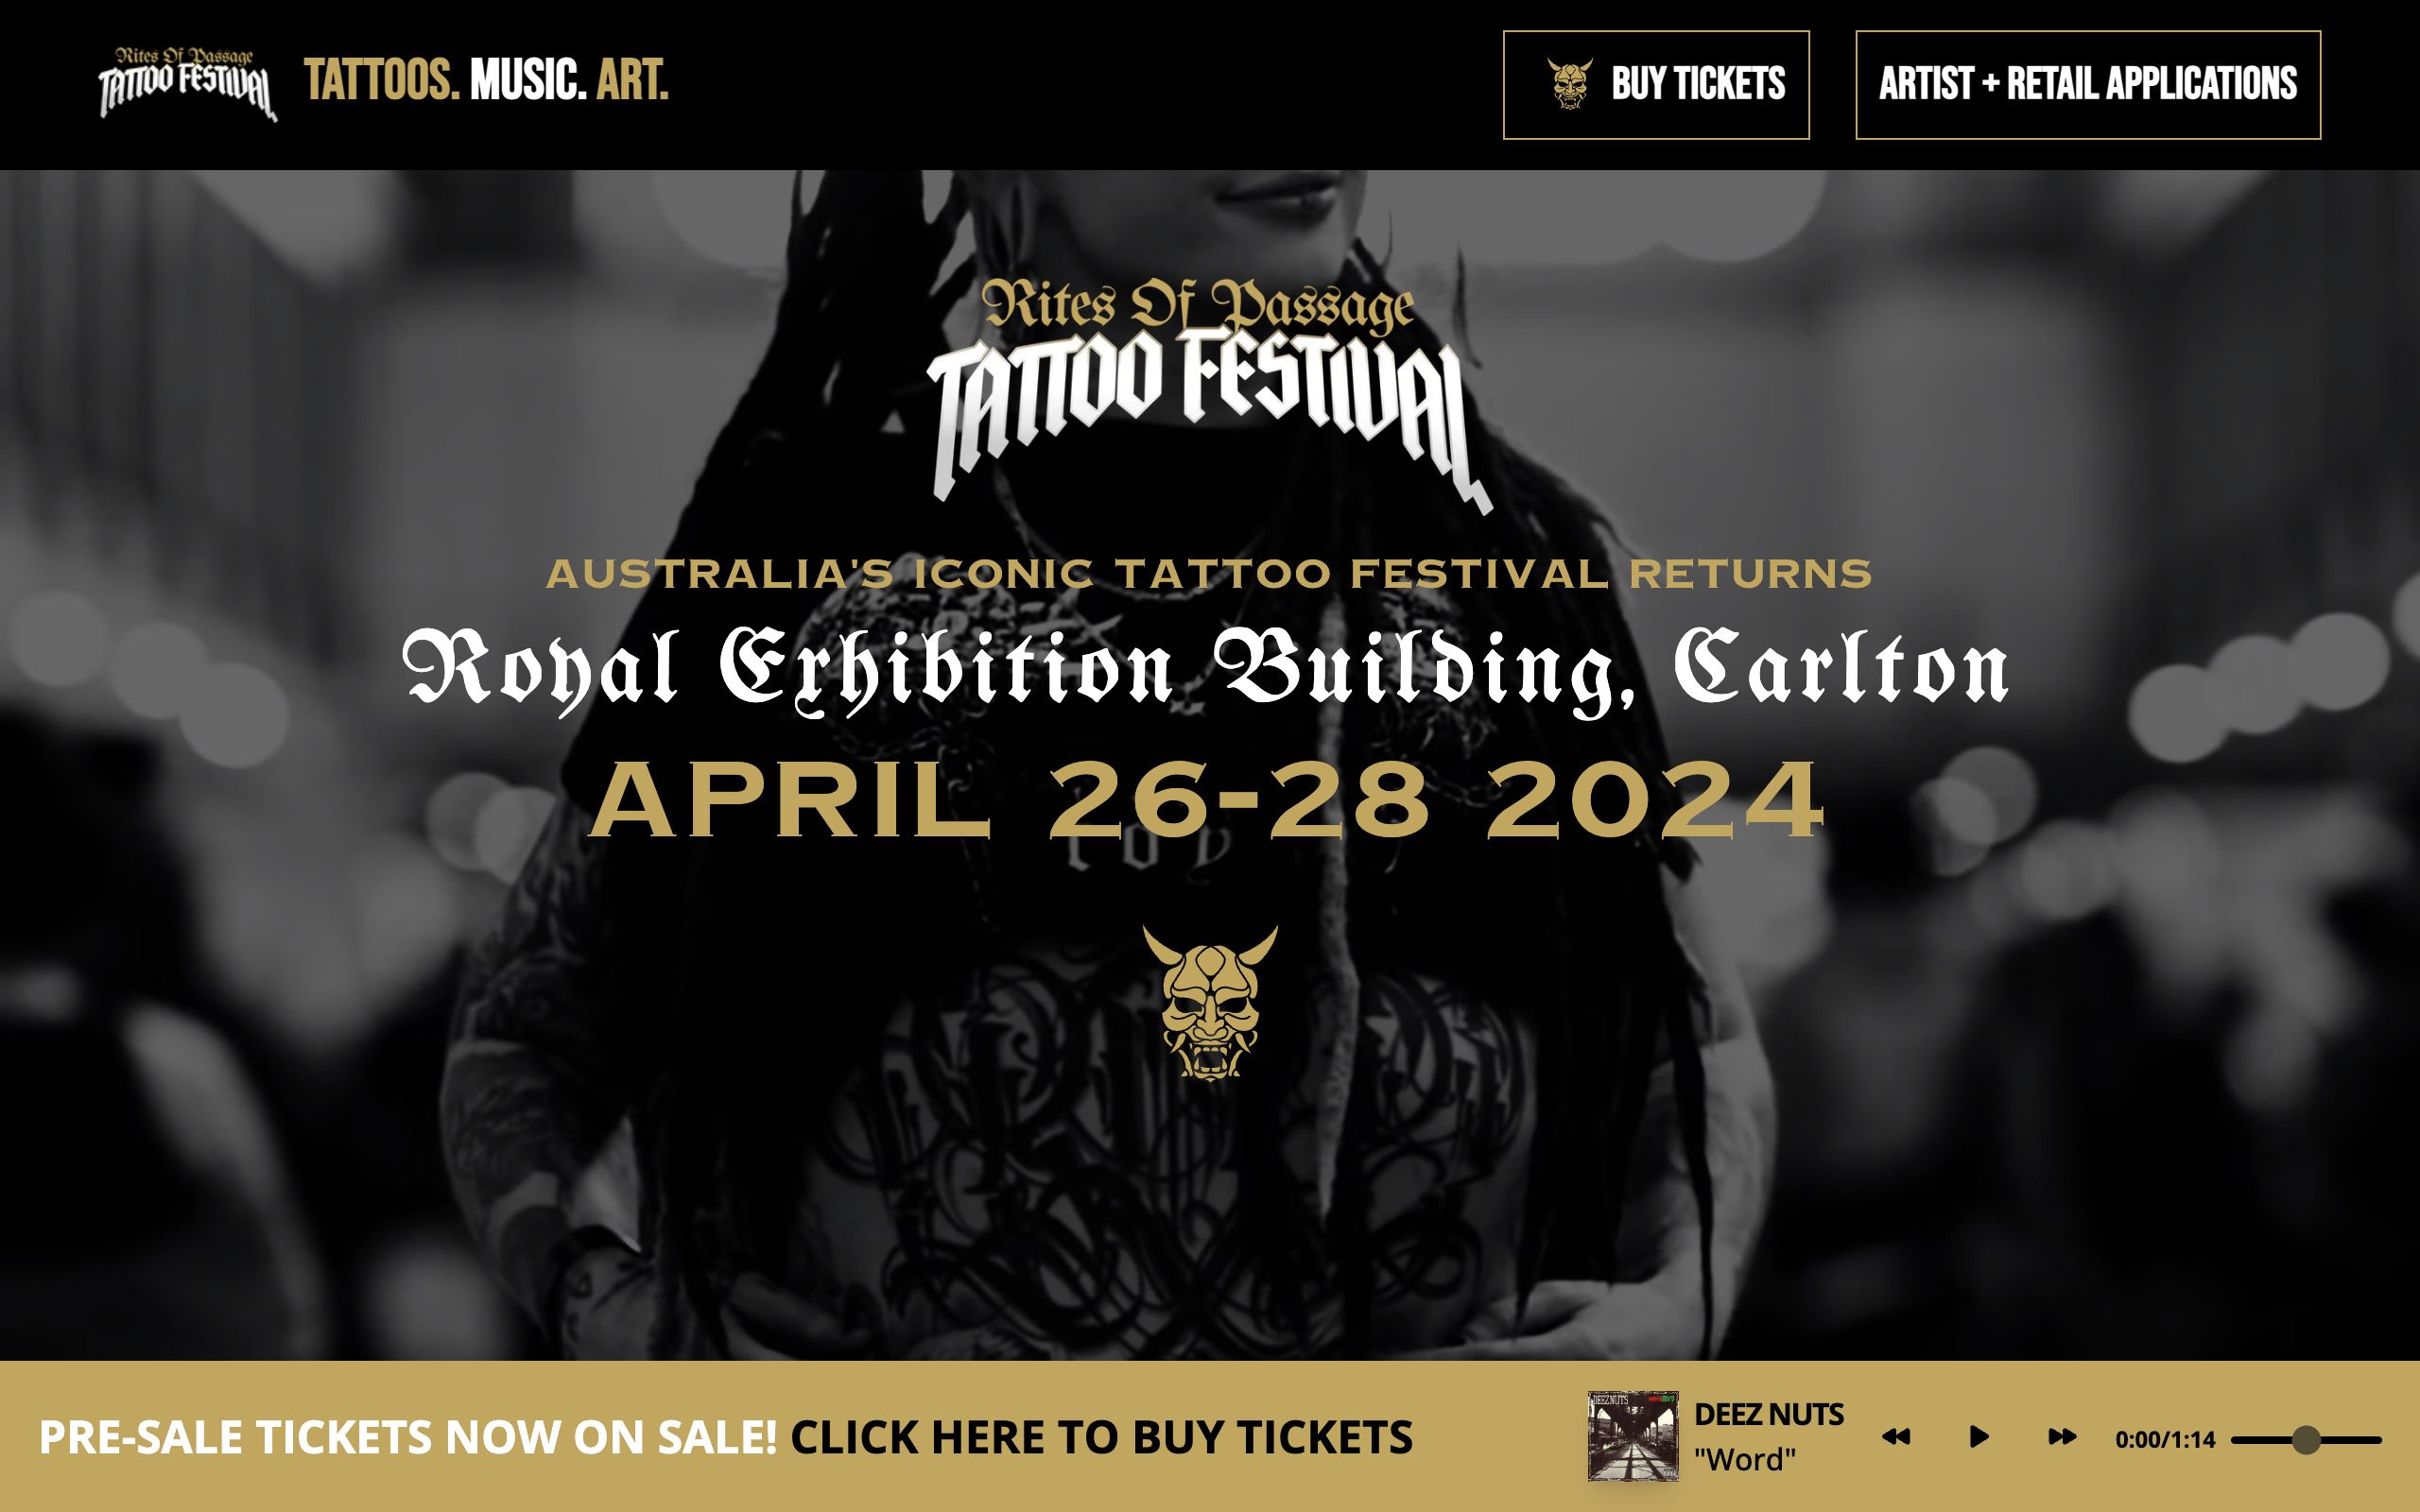 Rites Of Passage
TATTOO FESTIVAL
TATTOOS. MUSIC. ART.
BUY TICKETS
ARTIST + RETAIL APPLICATIONS
Rites Of Passage
TATTOO FESTIVAL
AUSTRALIA'S ICONIC TATTOO FESTIVAL RETURNS
Royal Exhibition Building, Carlton
APRIL 26-28 2024
PRE-SALE TICKETS NOW ON SALE! CLICK HERE TO BUY TICKETS
DEEZ NUTS
DEEZ NUTS
"Word"
0:00/1:14